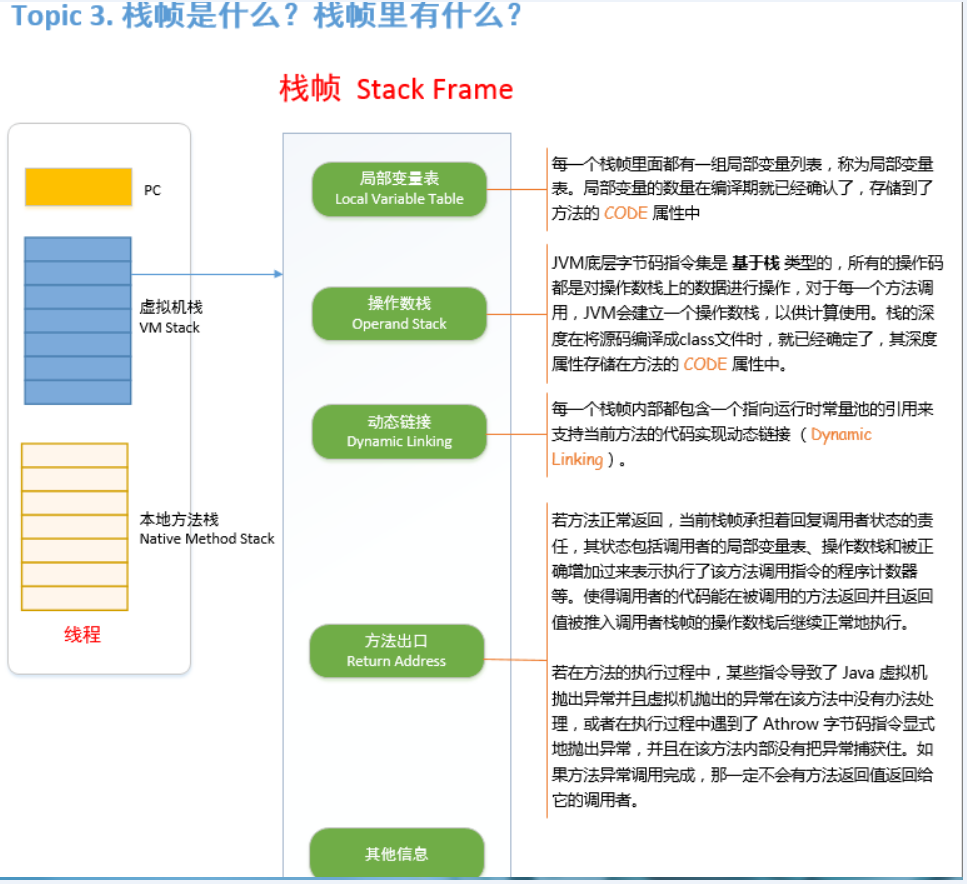 Topic 3. 栈帧是什么？栈帧里有什么？
栈帧 Stack Frame
PC
虚拟机栈
VM Stack
本地方法栈
Native Method Stack
线程
局部变量表
Local Variable Table
每一个栈帧里面都有一组局部变量列表，称为局部变量
表。局部变量的数量在编译期就已经确认了，存储到了
方法的 CODE 属性中
操作数栈
Operand Stack
JVM底层字节码指令集是 基于栈 类型的，所有的操作码
都是对操作数栈上的数据进行操作，对于每一个方法调
用，JVM会建立一个操作数栈，以供计算使用。栈的深
度在将源码编译成class文件时，就已经确定了，其深度
属性存储在方法的 CODE 属性中。
动态链接
Dynamic Linking
每一个栈帧内部都包含一个指向运行时常量池的引用来
支持当前方法的代码实现动态链接 （Dynamic
Linking）。
方法出口
Return Address
若方法正常返回，当前栈帧承担着回复调用者状态的责
任，其状态包括调用者的局部变量表、操作数栈和被正
确增加过来表示执行了该方法调用指令的程序计数器
等。使得调用者的代码能在被调用的方法返回并且返回
值被推入调用者栈帧的操作数栈后继续正常地执行。
若在方法的执行过程中，某些指令导致了 Java 虚拟机
抛出异常并且虚拟机抛出的异常在该方法中没有办法处
理，或者在执行过程中遇到了 Athrow 字节码指令显式
地抛出异常，并且在该方法内部没有把异常捕获住。如
果方法异常调用完成，那一定不会有方法返回值返回给
它的调用者。
其他信息